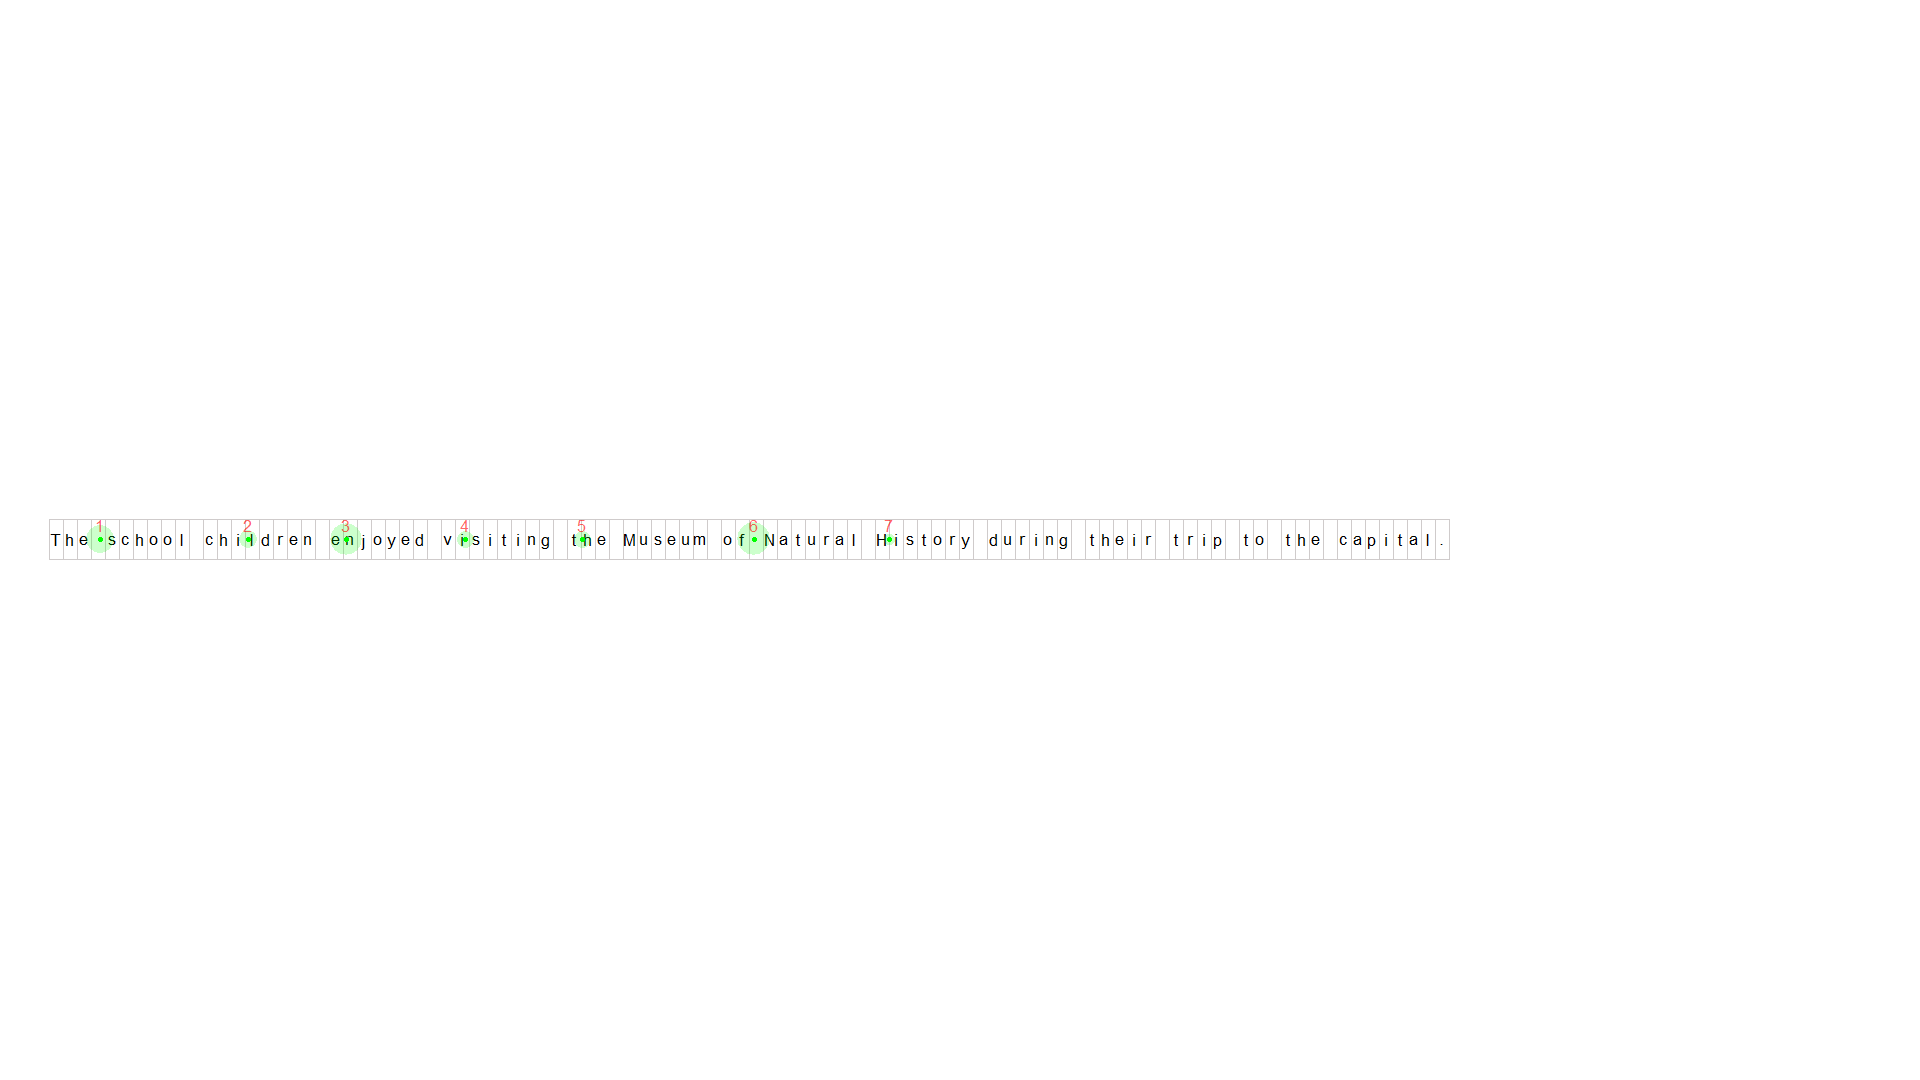 1 2 3 4 5 6 7
The school children enjoyed visiting the Museum of Natural History during their trip to the capital.